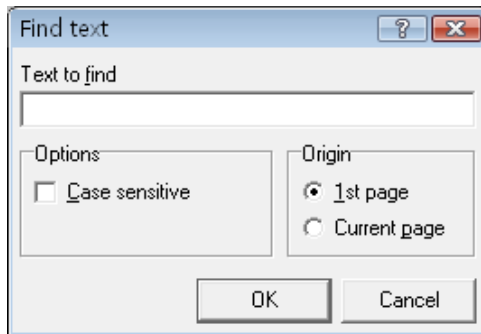 Find text
Text to find
Options
Case sensitive
Origin
1st page
Current page
OK
Cancel